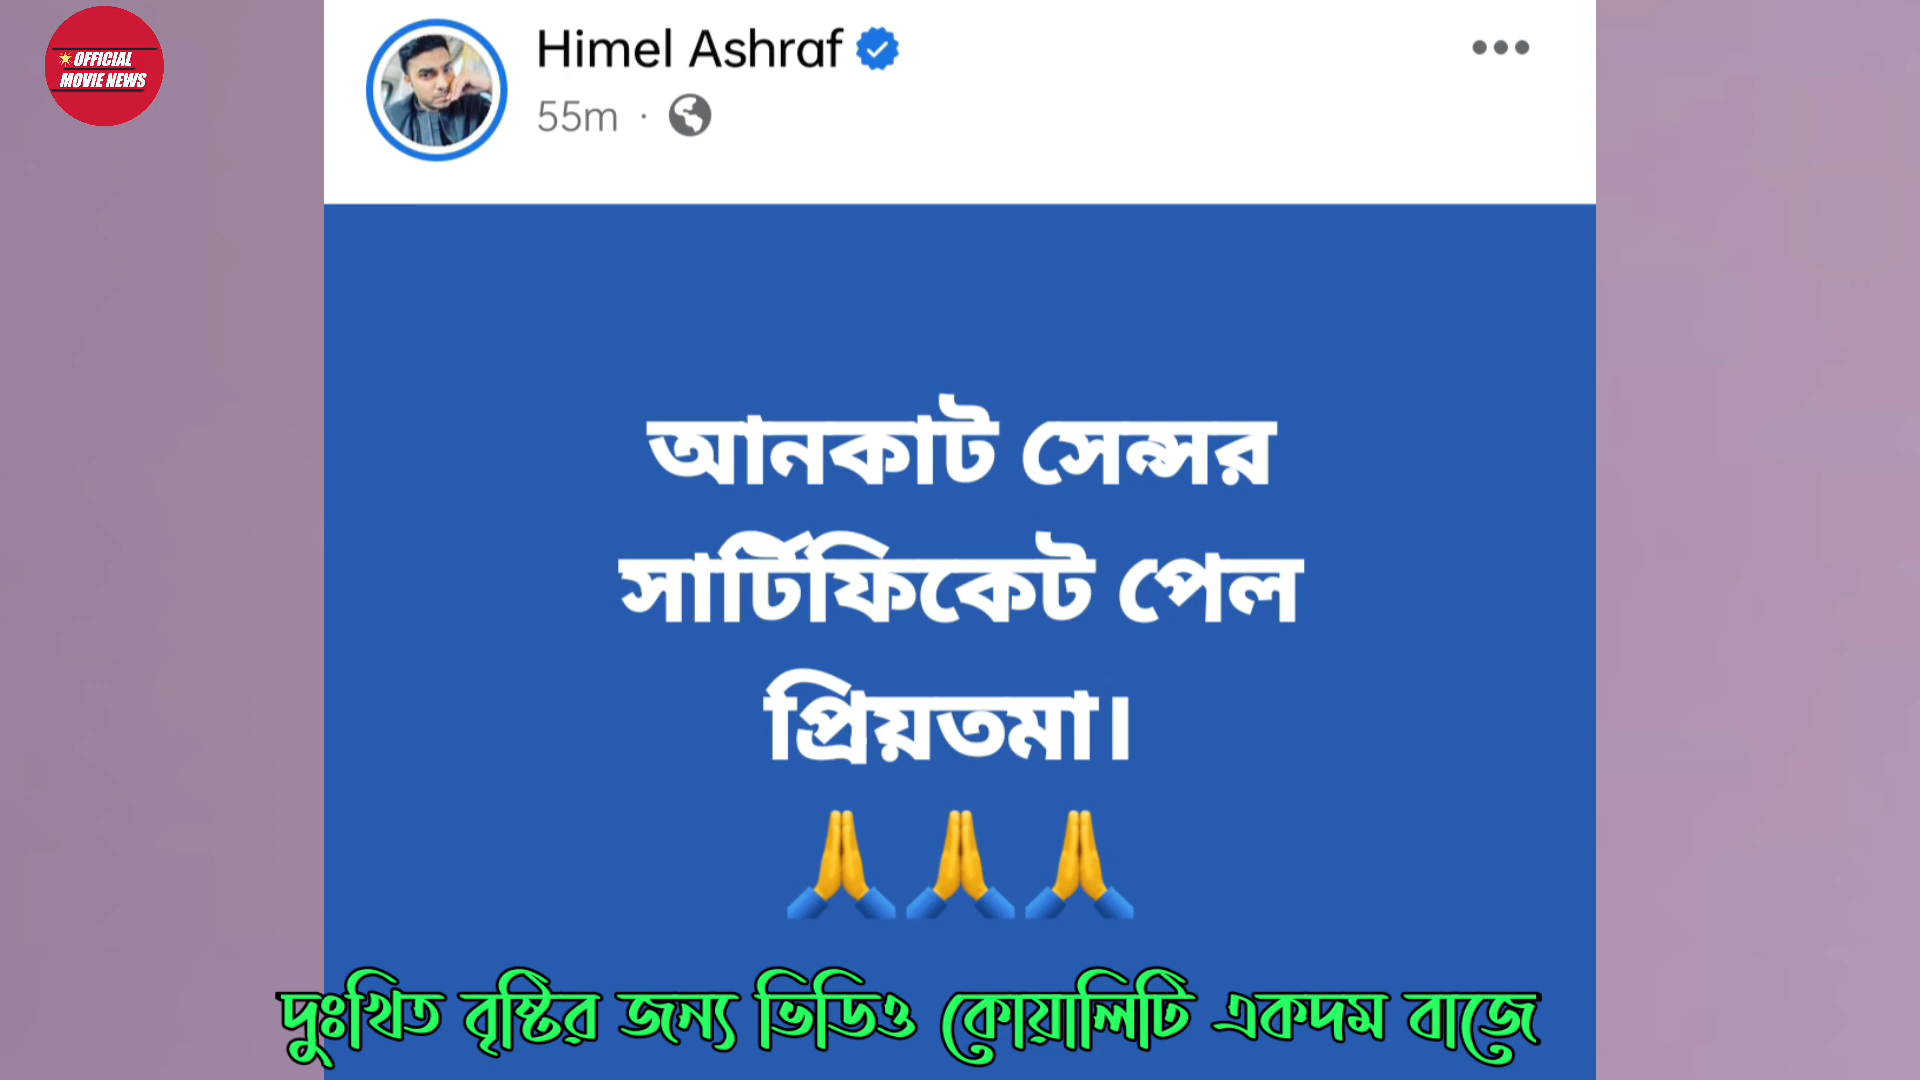 OFFICIAL
MOVIE NEWS
Himel Ashraf
55m ·
আনকাট সেন্সর
সার্টিফিকেট পেল
প্রিয়তমা।
🙏🙏🙏
দুঃখিত বৃষ্টির জন্য ভিডিও কোয়ালিটি একদম বাজে